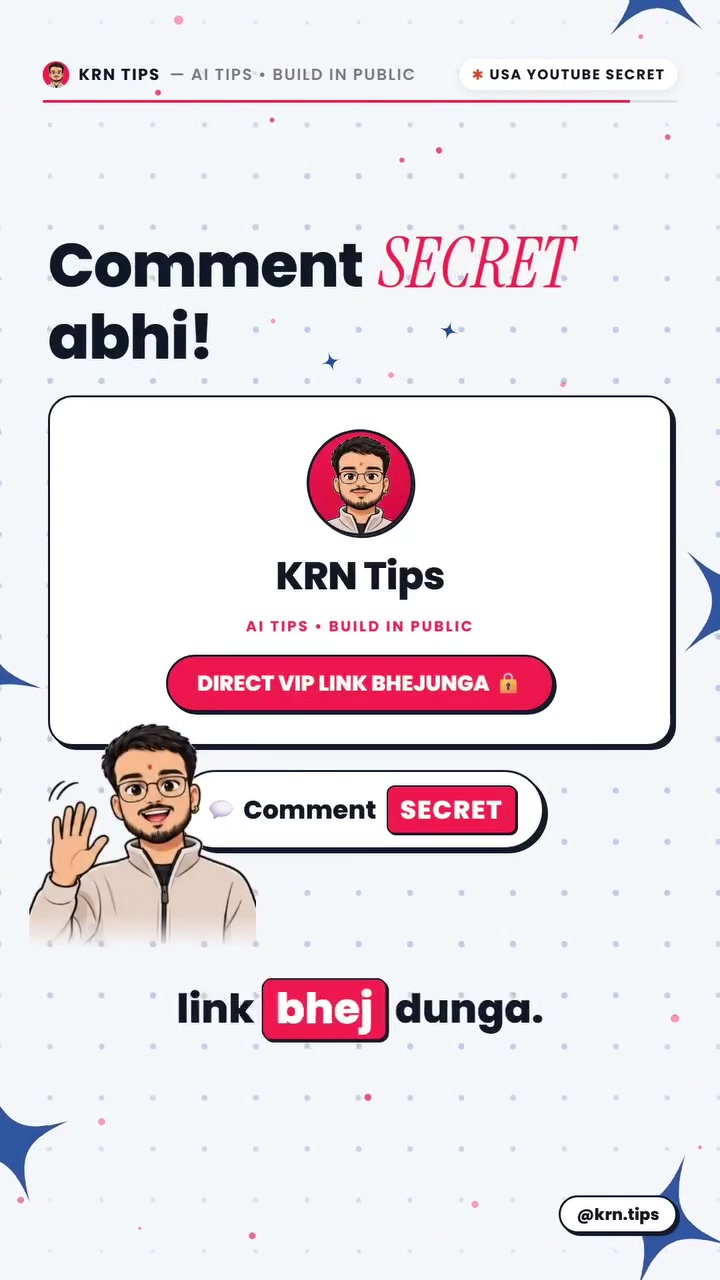 KRN TIPS — AI TIPS • BUILD IN PUBLIC
✱ USA YOUTUBE SECRET
Comment SECRET
abhi!
KRN Tips
AI TIPS • BUILD IN PUBLIC
DIRECT VIP LINK BHEJUNGA 🔒
💬 Comment SECRET
link bhej dunga.
@krn.tips